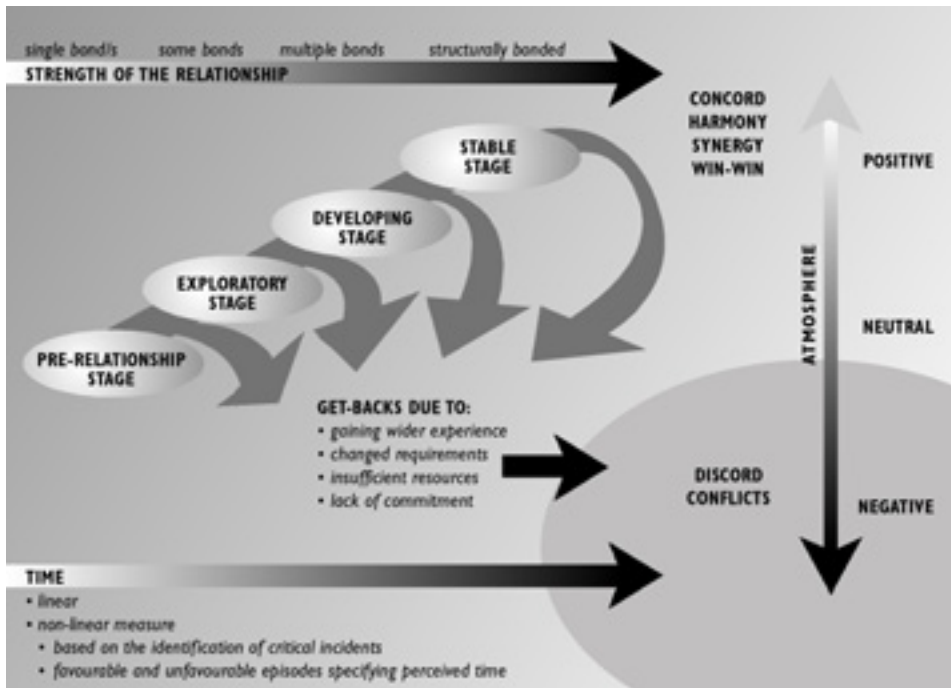 single bond/s some bonds multiple bonds structurally bonded
STRENGTH OF THE RELATIONSHIP
CONCORD
HARMONY
SYNERGY
WIN-WIN
POSITIVE
STABLE
STAGE
DEVELOPING
STAGE
EXPLORATORY
STAGE
PRE-RELATIONSHIP
STAGE
ATMOSPHERE
NEUTRAL
GET-BACKS DUE TO:
• gaining wider experience
• changed requirements
• insufficient resources
• lack of commitment
DISCORD
CONFLICTS
NEGATIVE
TIME
• linear
• non-linear measure
• based on the identification of critical incidents
• favourable and unfavourable episodes specifying perceived time